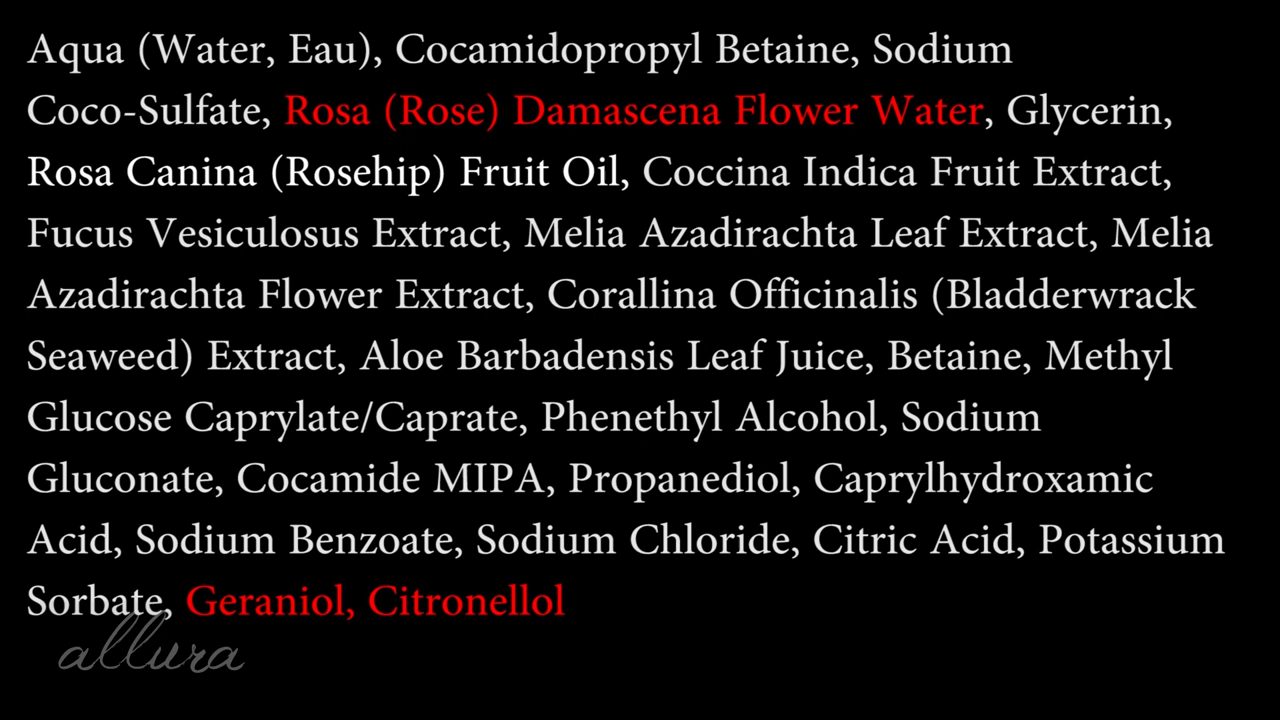 Aqua (Water, Eau), Cocamidopropyl Betaine, Sodium
Coco-Sulfate, Rosa (Rose) Damascena Flower Water, Glycerin,
Rosa Canina (Rosehip) Fruit Oil, Coccina Indica Fruit Extract,
Fucus Vesiculosus Extract, Melia Azadirachta Leaf Extract, Melia
Azadirachta Flower Extract, Corallina Officinalis (Bladderwrack
Seaweed) Extract, Aloe Barbadensis Leaf Juice, Betaine, Methyl
Glucose Caprylate/Caprate, Phenethyl Alcohol, Sodium
Gluconate, Cocamide MIPA, Propanediol, Caprylhydroxamic
Acid, Sodium Benzoate, Sodium Chloride, Citric Acid, Potassium
Sorbate, Geraniol, Citronellol
allura